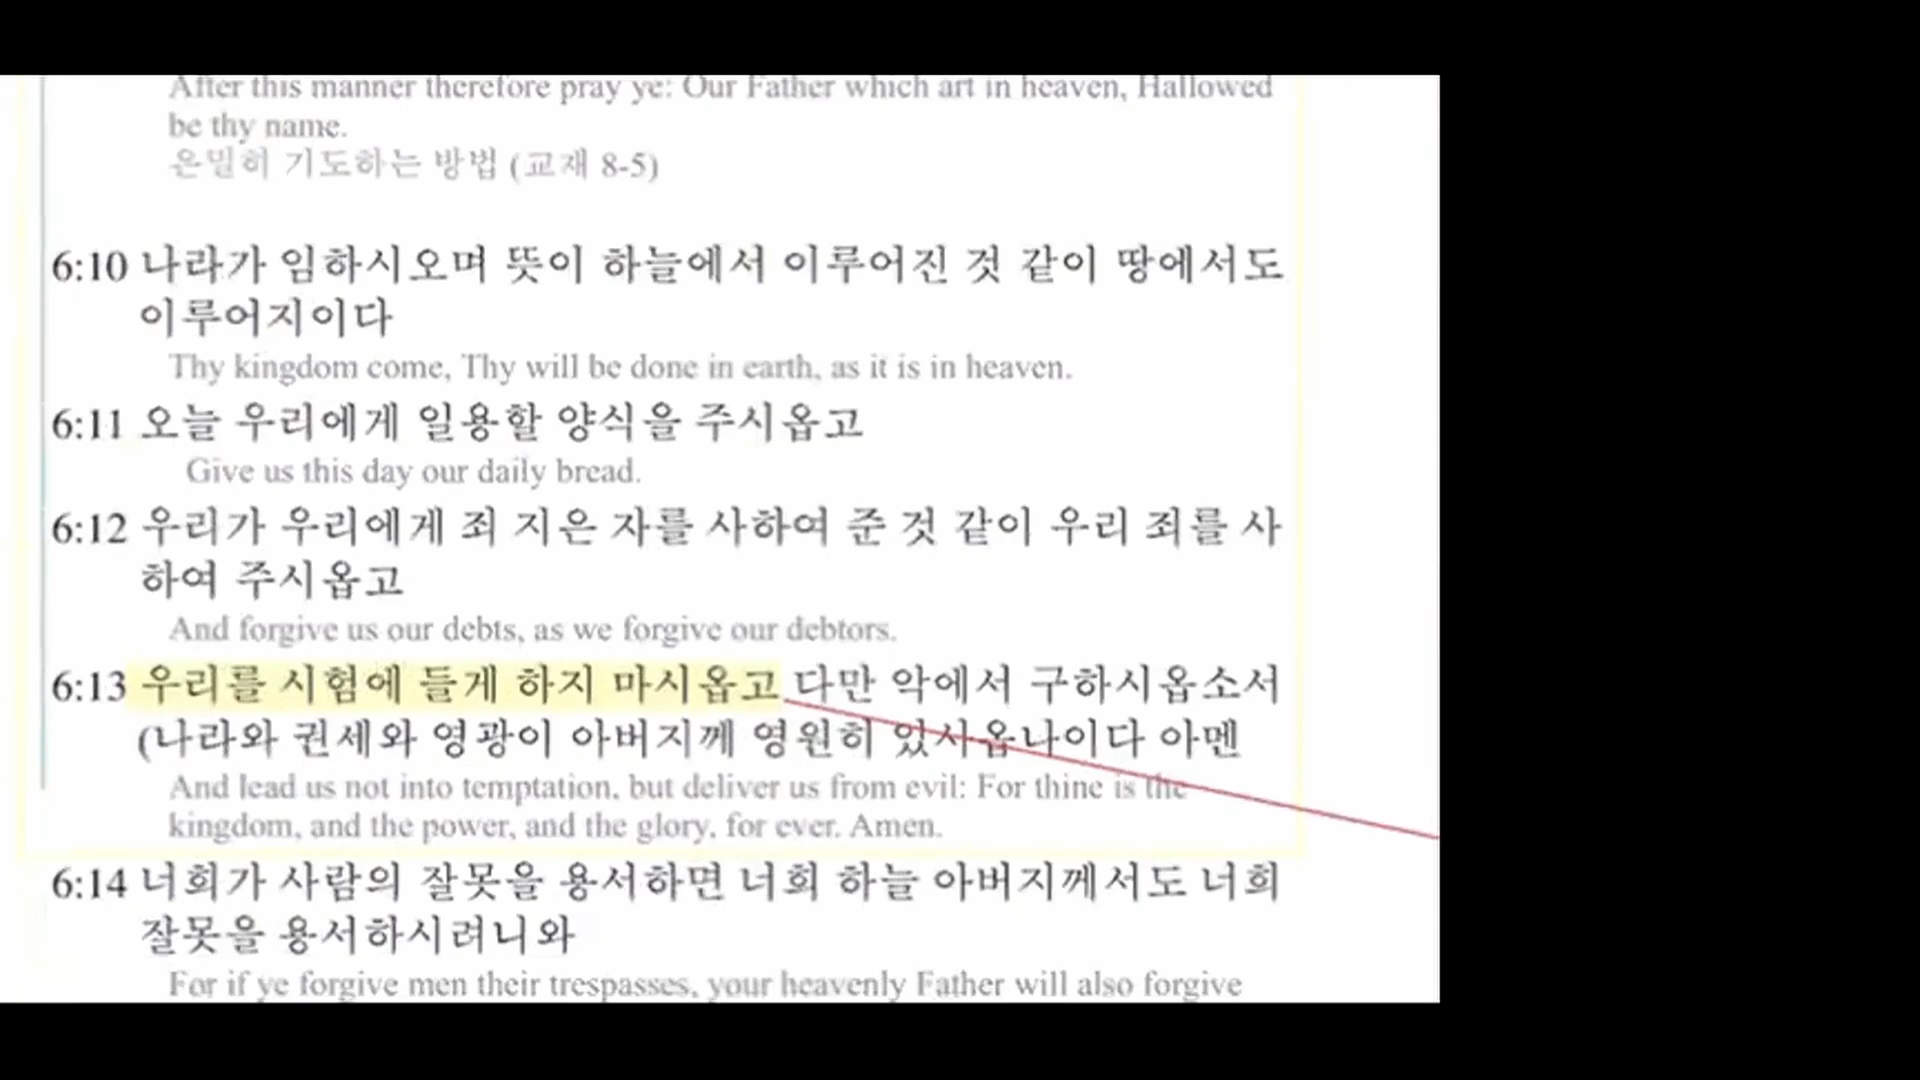 After this manner therefore pray ye: Our Father which art in heaven, Hallowed
be thy name.
은밀히 기도하는 방법 (교재 8-5)
6:10 나라가 임하시오며 뜻이 하늘에서 이루어진 것 같이 땅에서도
이루어지이다
Thy kingdom come, Thy will be done in earth, as it is in heaven.
6:11 오늘 우리에게 일용할 양식을 주시옵고
Give us this day our daily bread.
6:12 우리가 우리에게 죄 지은 자를 사하여 준 것 같이 우리 죄를 사
하여 주시옵고
And forgive us our debts, as we forgive our debtors.
6:13 우리를 시험에 들게 하지 마시옵고 다만 악에서 구하시옵소서
(나라와 권세와 영광이 아버지께 영원히 있사옵나이다 아멘
And lead us not into temptation, but deliver us from evil: For thine is the
kingdom, and the power, and the glory, for ever. Amen.
6:14 너희가 사람의 잘못을 용서하면 너희 하늘 아버지께서도 너희
잘못을 용서하시려니와
For if ye forgive men their trespasses, your heavenly Father will also forgive